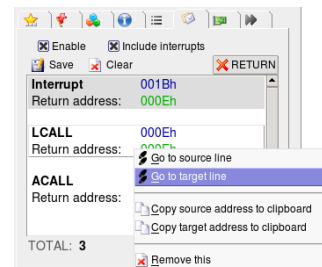 Enable Include interrupts
Save Clear RETURN
Interrupt 001Bh
Return address: 000Eh
LCALL 000Eh
Return address: 000Eh
Go to source line
Go to target line
ACALL
Return address:
Copy source address to clipboard
Copy target address to clipboard
TOTAL: 3
Remove this